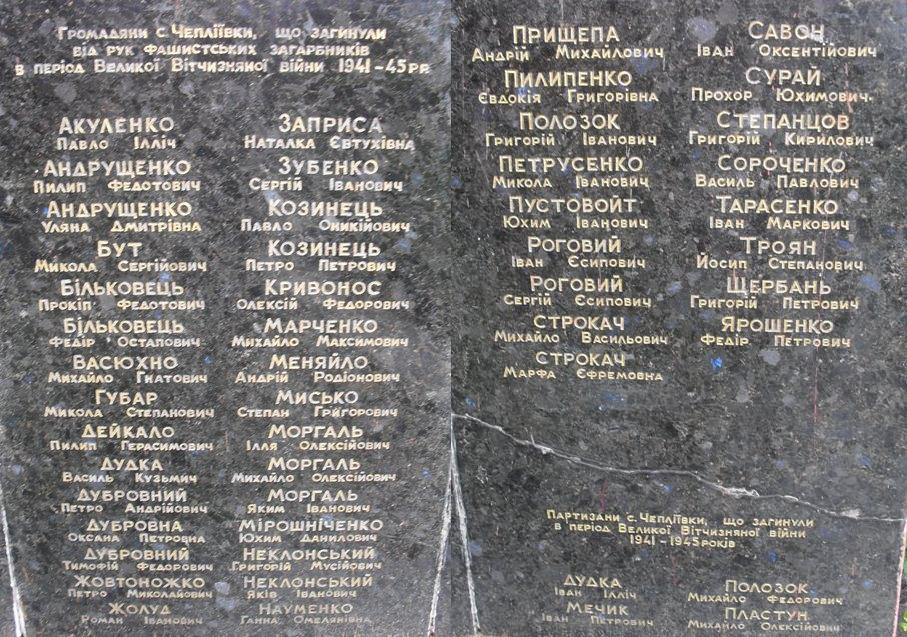 Громадяни с. Чепліївки, що загинули
від рук фашистських загарбників
в період Великої Вітчизняної війни 1941-45рр.
Акуленко
Павло Ілліч
Андрущенко
Пилип Федотович
Андрущенко
Уляна Дмитрівна
Бут
Микола Сергійович
Більковець
Прокіп Федотович
Більковець
Федір Остапович
Васюхно
Михайло Гнатович
Губар
Микола Степанович
Дейкало
Пилип Герасимович
Дудка
Василь Кузьмич
Дубровний
Петро Андрійович
Дубровна
Оксана Петровна
Дубровний
Тимофій Федорович
Жовтоножко
Петро Миколайович
Жолуд
Роман Іванович
Заприса
Наталка Євтухівна
Зубенко
Сергій Іванович
Козинець
Павло Оникійович
Козинець
Петро Петрович
Кривонос
Олексій Федорович
Марченко
Михайло Максимович
Меняйло
Андрій Родіонович
Мисько
Степан Григорович
Моргаль
Ілля Олексійович
Моргаль
Михайло Олексійович
Моргаль
Яким Іванович
Мірошніченко
Юхим Данилович
Неклонський
Григорій Мусійович
Неклонський
Яків Іванович
Науменко
Ганна Омелянівна
Прищепа
Андрій Михайлович
Пилипенко
Євдокія Григорівна
Полозок
Григорій Іванович
Петрусенко
Микола Іванович
Пустовойт
Юхим Іванович
Роговий
Іван Єсипович
Роговий
Сергій Єсипович
Строкач
Михайло Васильович
Строкач
Марфа Єфремовна
Савон
Іван Оксентійович
Сурай
Прохор Юхимович
Степанцов
Григорій Кирилович
Сороченко
Василь Павлович
Тарасенко
Іван Маркович
Троян
Йосип Степанович
Щербань
Григорій Петрович
Ярошенко
Федір Петрович
Партизани с. Чепліївки, що загинули
в період Великої Вітчизняної війни
1941-1945років
Дудка
Іван Ілліч
Мечик
Іван Петрович
Полозок
Михайло Федорович
Пластун
Михайло Олексійович